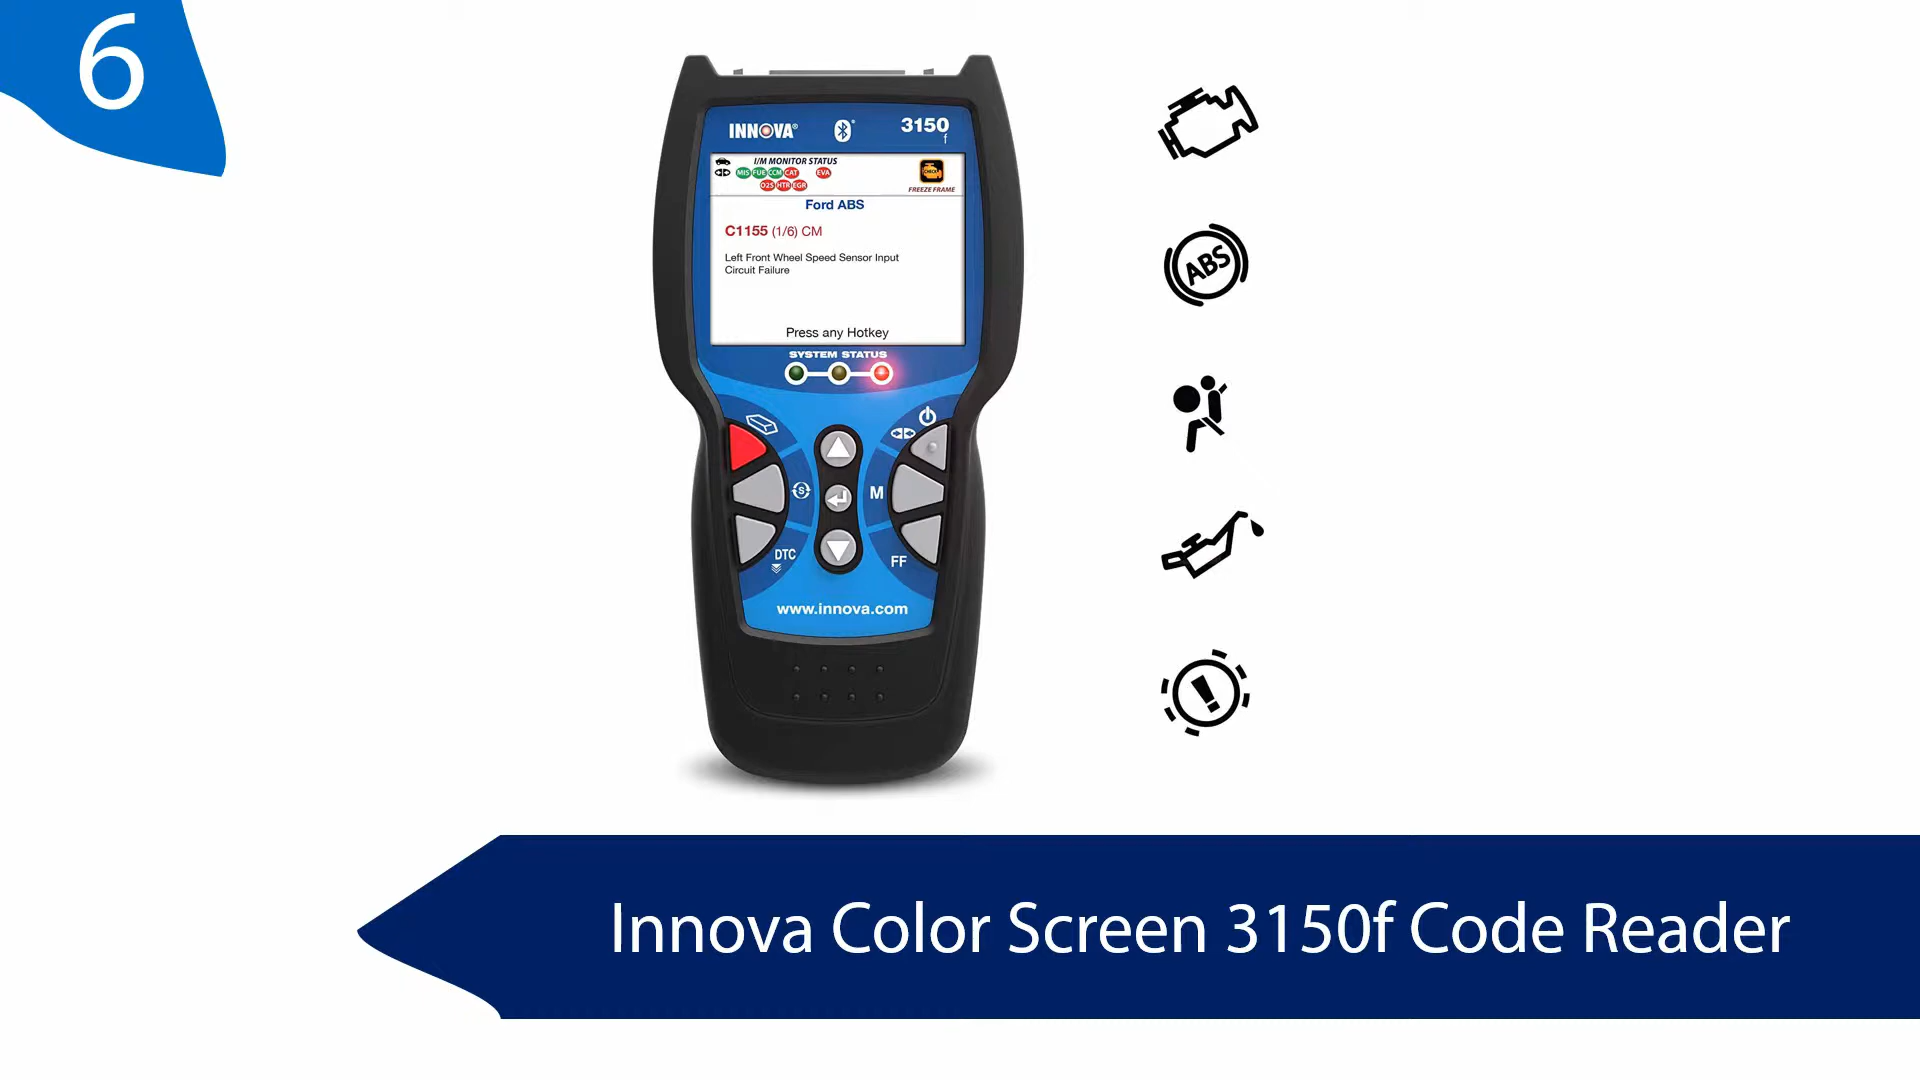 6
INNOVA®
3150
f
I/M MONITOR STATUS
MIS FUE CCM CAT EVA
O2S HTR EGR
CHECK
FREEZE FRAME
Ford ABS
C1155 (1/6) CM
Left Front Wheel Speed Sensor Input
Circuit Failure
Press any Hotkey
SYSTEM STATUS
S
M
DTC
FF
www.innova.com
ABS
!
Innova Color Screen 3150f Code Reader